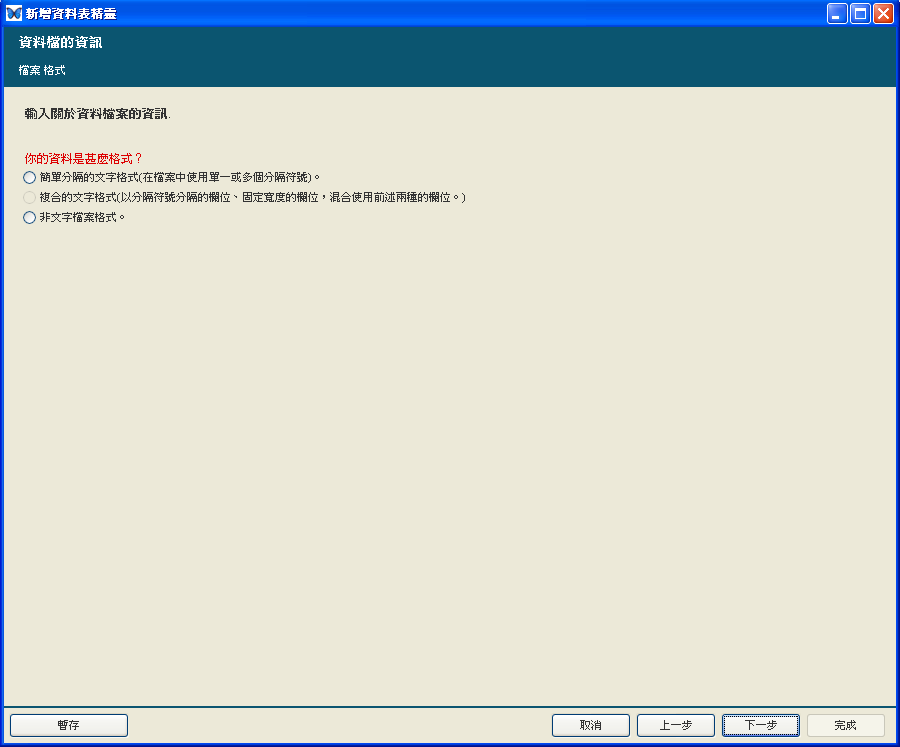 新增資料表精靈
資料檔的資訊
檔案 格式
輸入關於資料檔案的資訊.
你的資料是甚麼格式？
簡單分隔的文字格式(在檔案中使用單一或多個分隔符號)。
複合的文字格式(以分隔符號分隔的欄位、固定寬度的欄位，混合使用前述兩種的欄位。)
非文字檔案格式。
暫存 取消 上一步 下一步 完成